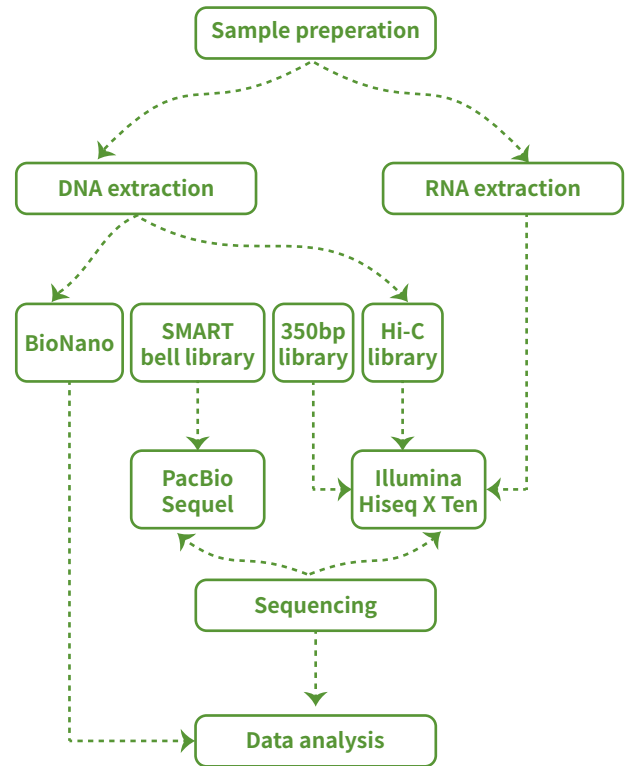 Sample preperation
DNA extraction
RNA extraction
BioNano
SMART
bell library
350bp
library
Hi-C
library
PacBio
Sequel
Illumina
Hiseq X Ten
Sequencing
Data analysis